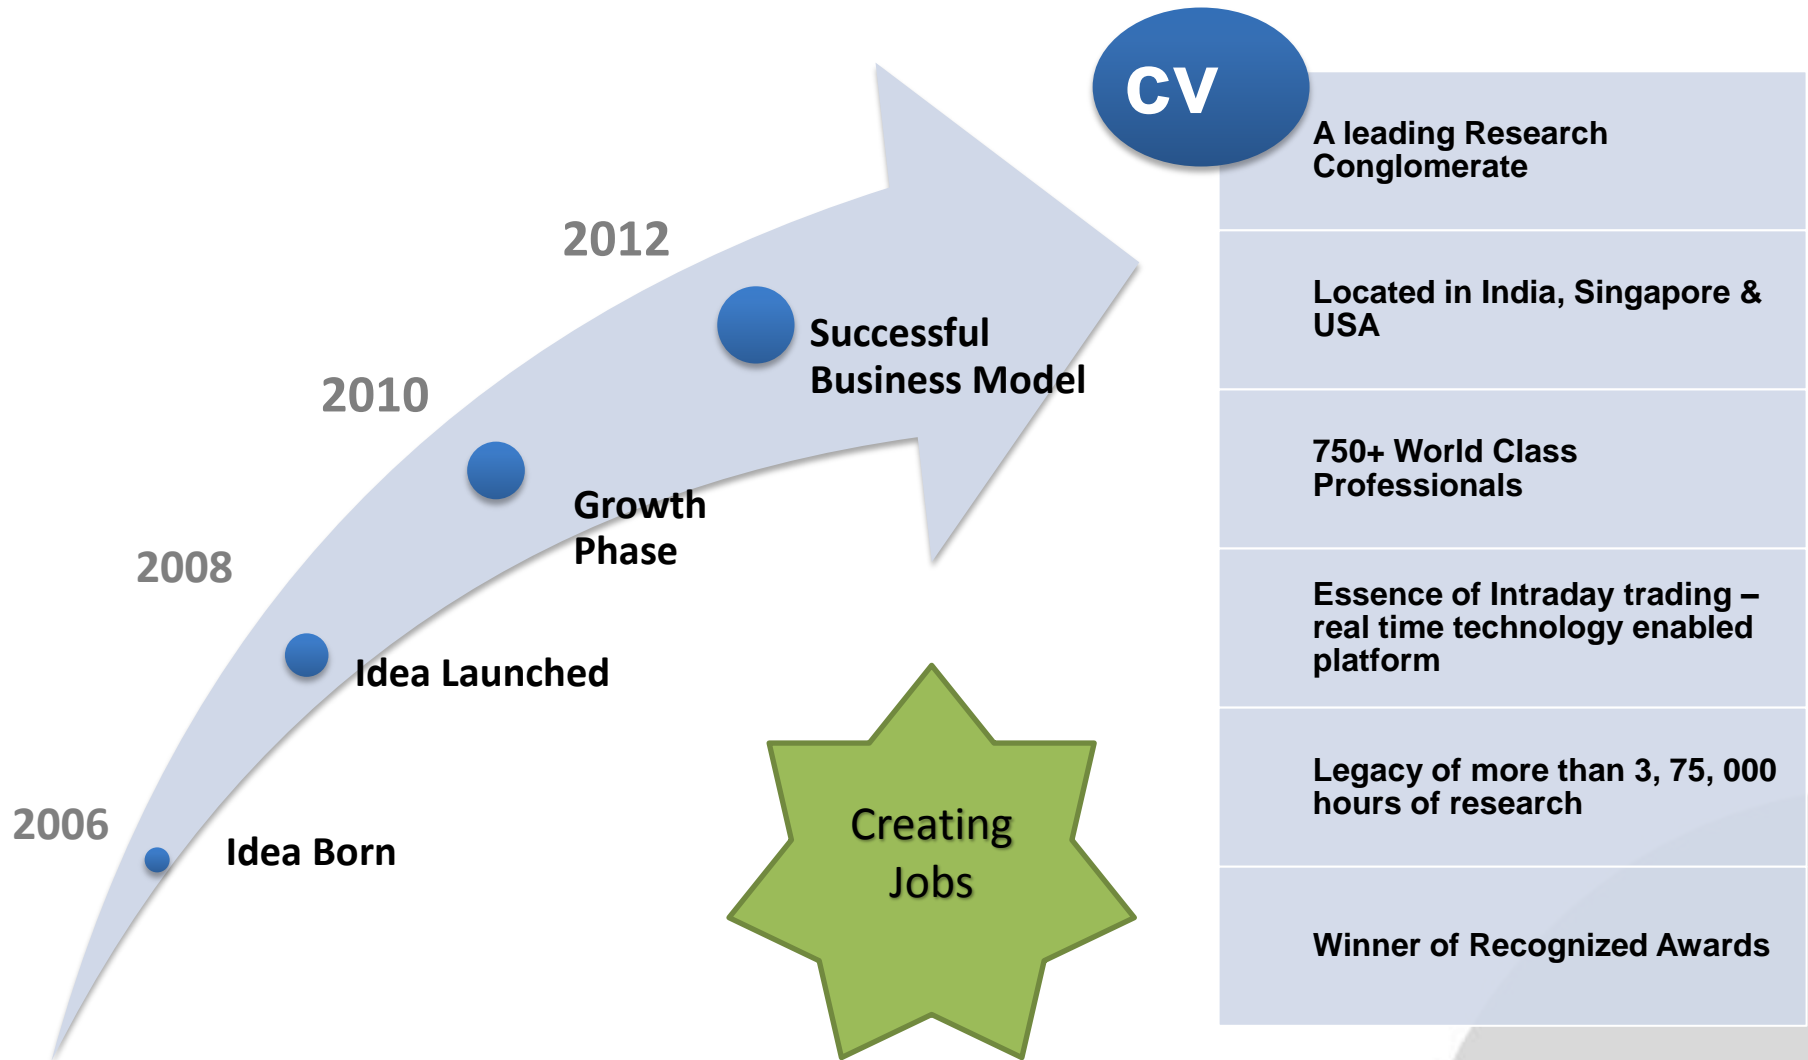 2006
Idea Born
2008
Idea Launched
2010
Growth
Phase
2012
Successful
Business Model
Creating
Jobs
CV
A leading Research
Conglomerate
Located in India, Singapore &
USA
750+ World Class
Professionals
Essence of Intraday trading –
real time technology enabled
platform
Legacy of more than 3, 75, 000
hours of research
Winner of Recognized Awards